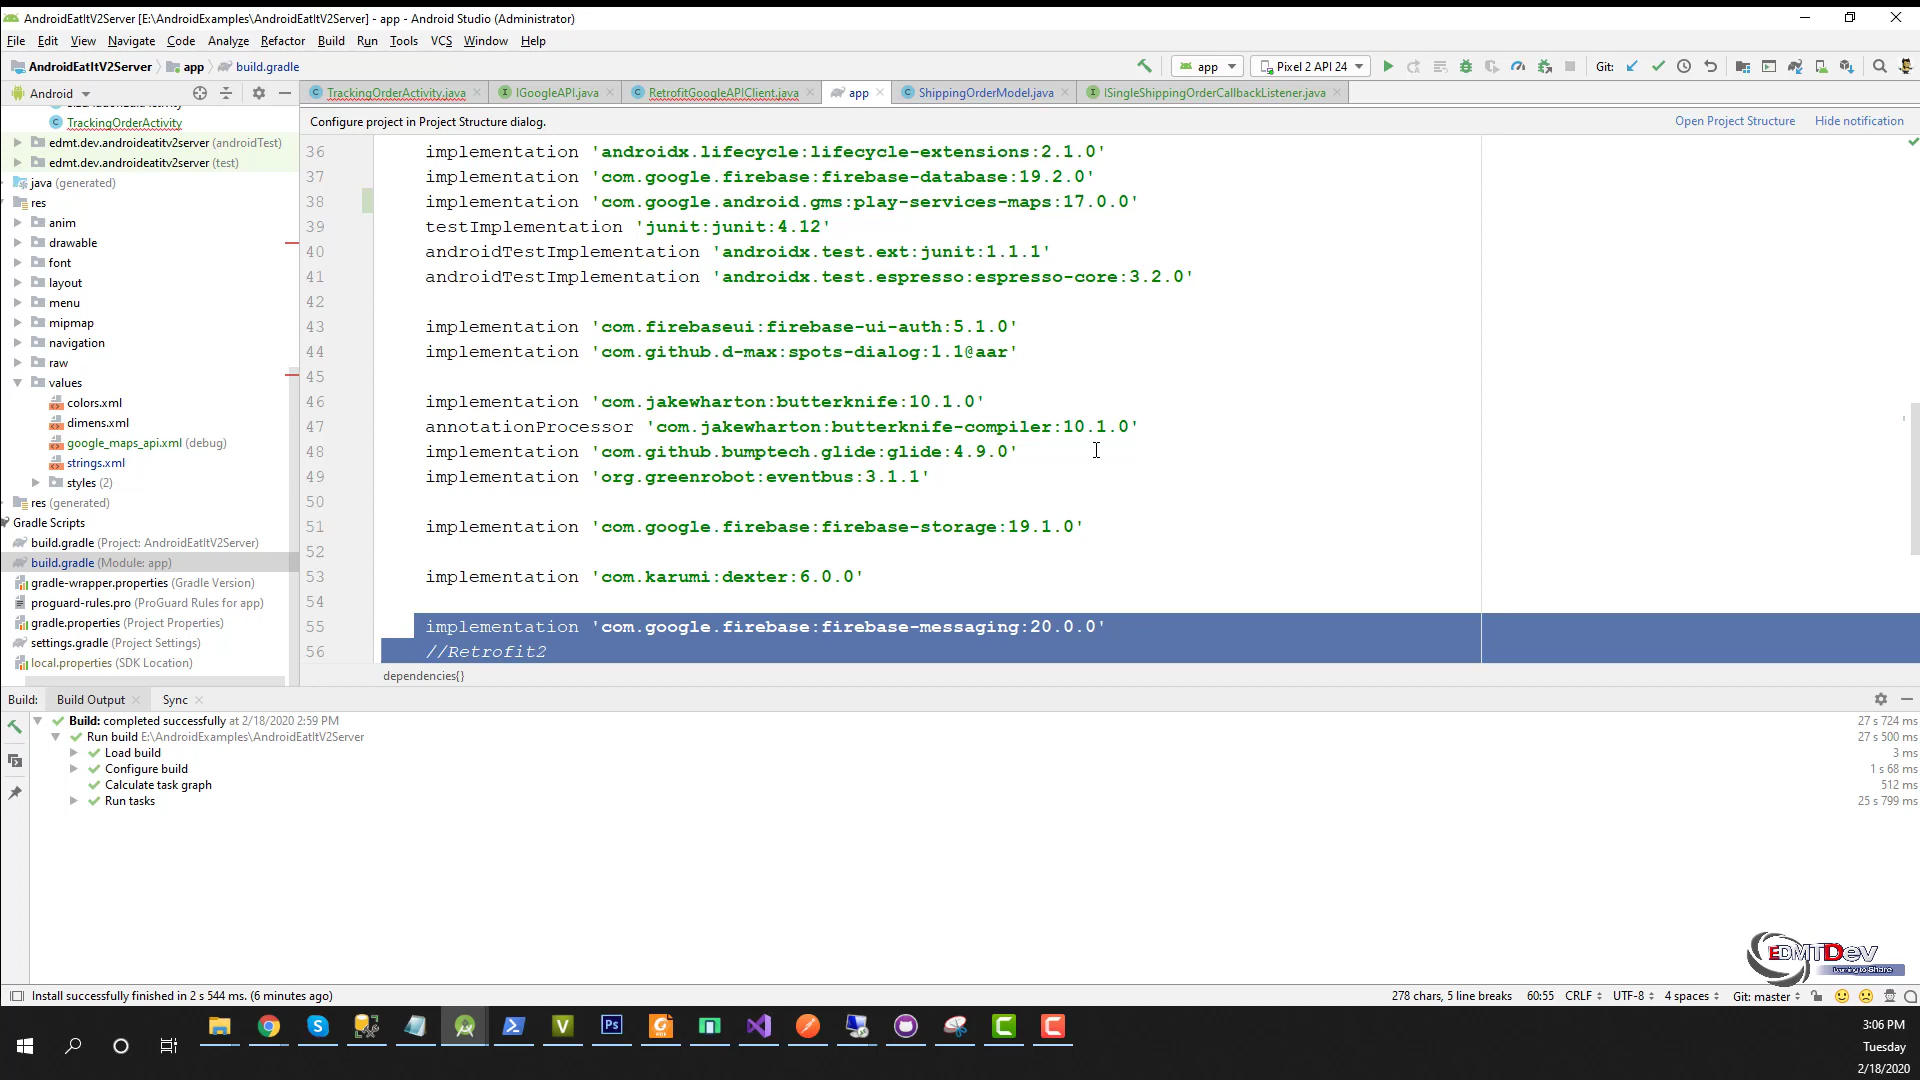 AndroidEatItV2Server [E:\AndroidExamples\AndroidEatItV2Server] - app - Android Studio (Administrator)
File Edit View Navigate Code Analyze Refactor Build Run Tools VCS Window Help
AndroidEatItV2Server app build.gradle
app Pixel 2 API 24 Git:
Android
TrackingOrderActivity.java IGoogleAPI.java RetrofitGoogleAPIClient.java app ShippingOrderModel.java ISingleShippingOrderCallbackListener.java
TrackingOrderActivity
edmt.dev.androideatitv2server (androidTest)
edmt.dev.androideatitv2server (test)
java (generated)
res
anim
drawable
font
layout
menu
mipmap
navigation
raw
values
colors.xml
dimens.xml
google_maps_api.xml (debug)
strings.xml
styles (2)
res (generated)
Gradle Scripts
build.gradle (Project: AndroidEatItV2Server)
build.gradle (Module: app)
gradle-wrapper.properties (Gradle Version)
proguard-rules.pro (ProGuard Rules for app)
gradle.properties (Project Properties)
settings.gradle (Project Settings)
local.properties (SDK Location)
Configure project in Project Structure dialog. Open Project Structure Hide notification
36 implementation 'androidx.lifecycle:lifecycle-extensions:2.1.0'
37 implementation 'com.google.firebase:firebase-database:19.2.0'
38 implementation 'com.google.android.gms:play-services-maps:17.0.0'
39 testImplementation 'junit:junit:4.12'
40 androidTestImplementation 'androidx.test.ext:junit:1.1.1'
41 androidTestImplementation 'androidx.test.espresso:espresso-core:3.2.0'
42
43 implementation 'com.firebaseui:firebase-ui-auth:5.1.0'
44 implementation 'com.github.d-max:spots-dialog:1.1@aar'
45
46 implementation 'com.jakewharton:butterknife:10.1.0'
47 annotationProcessor 'com.jakewharton:butterknife-compiler:10.1.0'
48 implementation 'com.github.bumptech.glide:glide:4.9.0'
49 implementation 'org.greenrobot:eventbus:3.1.1'
50
51 implementation 'com.google.firebase:firebase-storage:19.1.0'
52
53 implementation 'com.karumi:dexter:6.0.0'
54
55 implementation 'com.google.firebase:firebase-messaging:20.0.0'
56 //Retrofit2
dependencies{}
Build: Build Output Sync
Build: completed successfully at 2/18/2020 2:59 PM 27 s 724 ms
Run build E:\AndroidExamples\AndroidEatItV2Server 27 s 500 ms
Load build 3 ms
Configure build 1 s 68 ms
Calculate task graph 512 ms
Run tasks 25 s 799 ms
EDMTDev
Learning to Share
Install successfully finished in 2 s 544 ms. (6 minutes ago) 278 chars, 5 line breaks 60:55 CRLF UTF-8 4 spaces Git: master
3:06 PM
Tuesday
2/18/2020